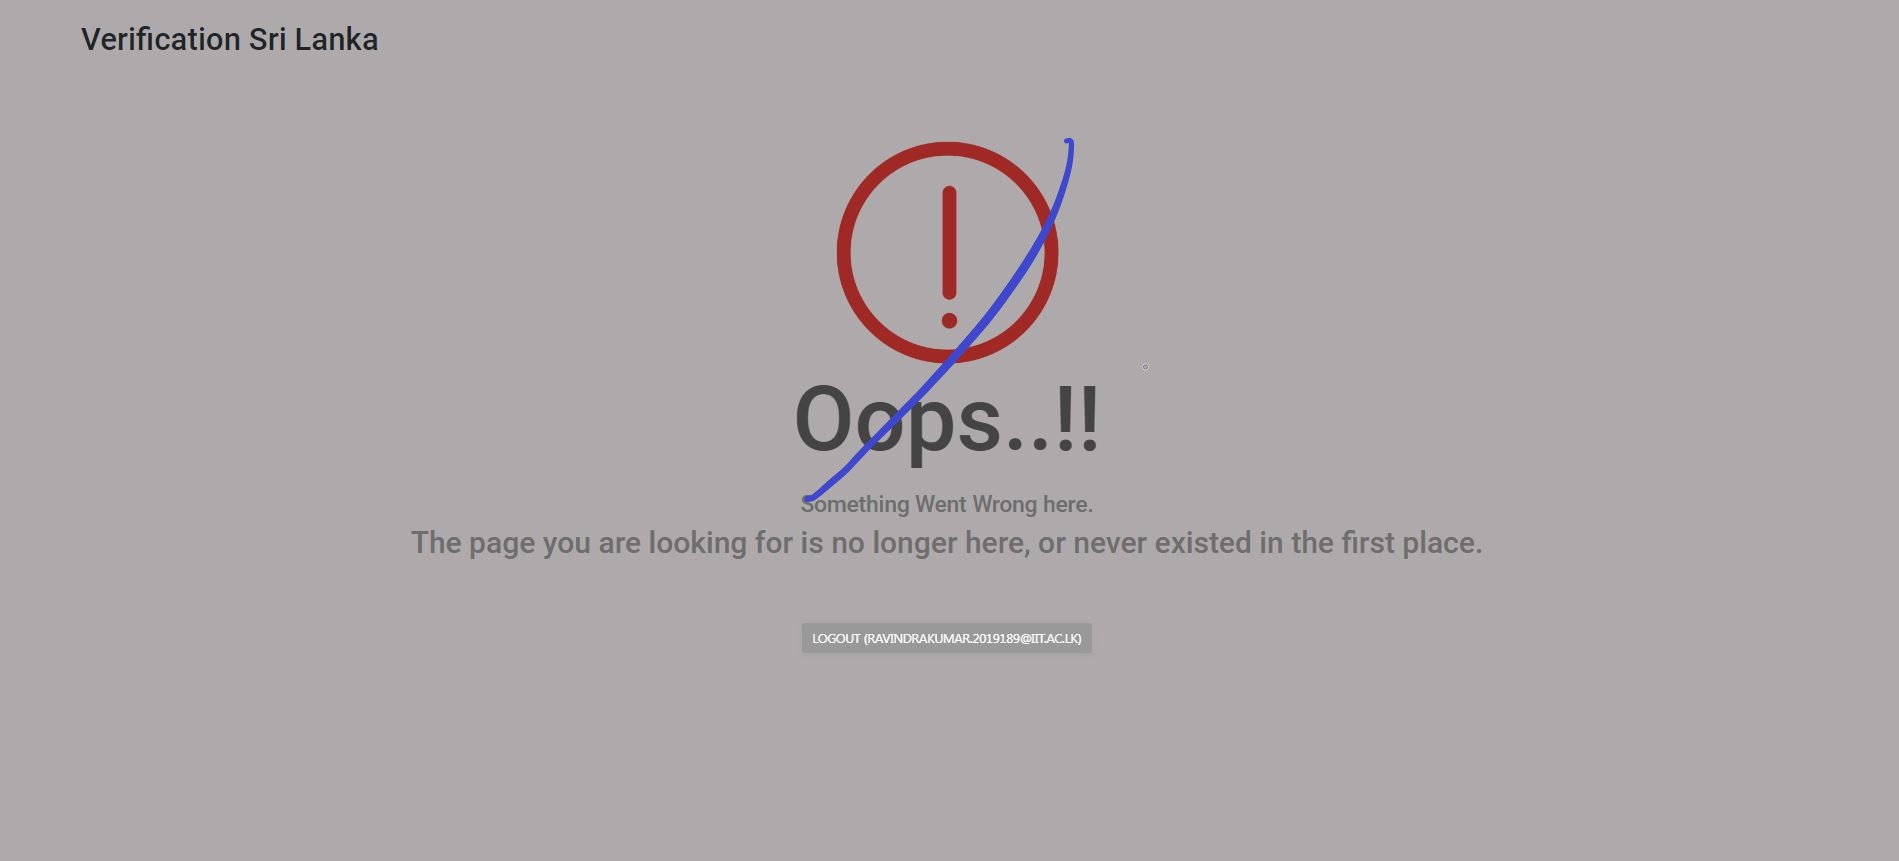 Verification Sri Lanka
Oops..!!
Something Went Wrong here.
The page you are looking for is no longer here, or never existed in the first place.
LOGOUT (RAVINDRAKUMAR.2019189@IIT.AC.LK)